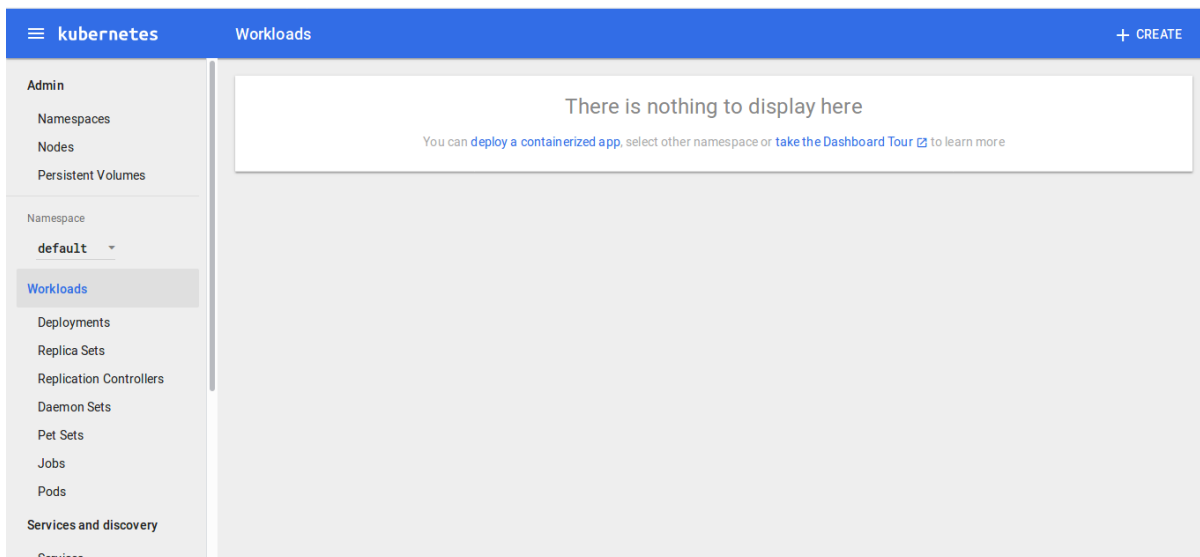 kubernetes
Workloads
+ CREATE
Admin
Namespaces
Nodes
Persistent Volumes
Namespace
default
Workloads
Deployments
Replica Sets
Replication Controllers
Daemon Sets
Pet Sets
Jobs
Pods
Services and discovery
Services
There is nothing to display here
You can deploy a containerized app, select other namespace or take the Dashboard Tour to learn more